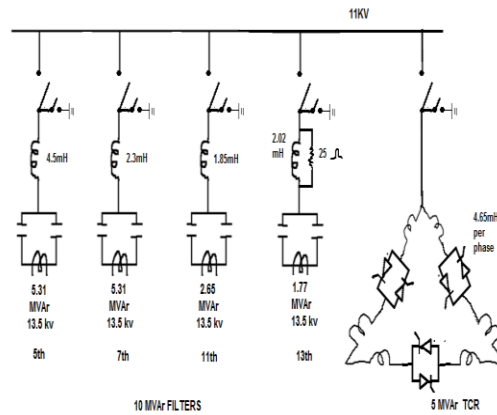 11KV
4.5mH
2.3mH
1.85mH
2.02
mH
25
4.65mH
per
phase
5.31
MVAr
13.5 kv
5th
5.31
MVAr
13.5 kv
7th
2.65
MVAr
13.5 kv
11th
1.77
MVAr
13.5 kv
13th
10 MVAr FILTERS
5 MVAr TCR